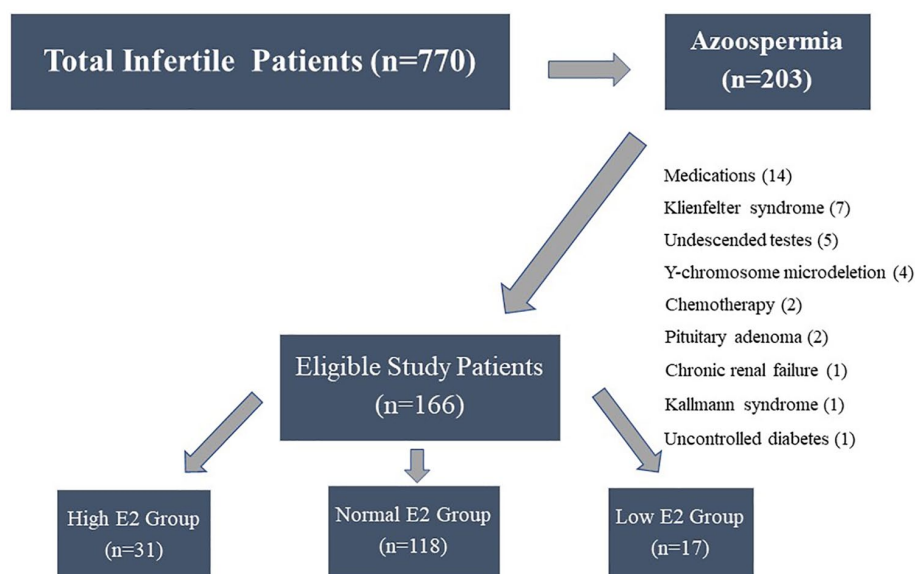 Total Infertile Patients (n=770)
Azoospermia
(n=203)
Medications (14)
Klienfelter syndrome (7)
Undescended testes (5)
Y-chromosome microdeletion (4)
Chemotherapy (2)
Pituitary adenoma (2)
Chronic renal failure (1)
Kallmann syndrome (1)
Uncontrolled diabetes (1)
Eligible Study Patients
(n=166)
High E2 Group
(n=31)
Normal E2 Group
(n=118)
Low E2 Group
(n=17)